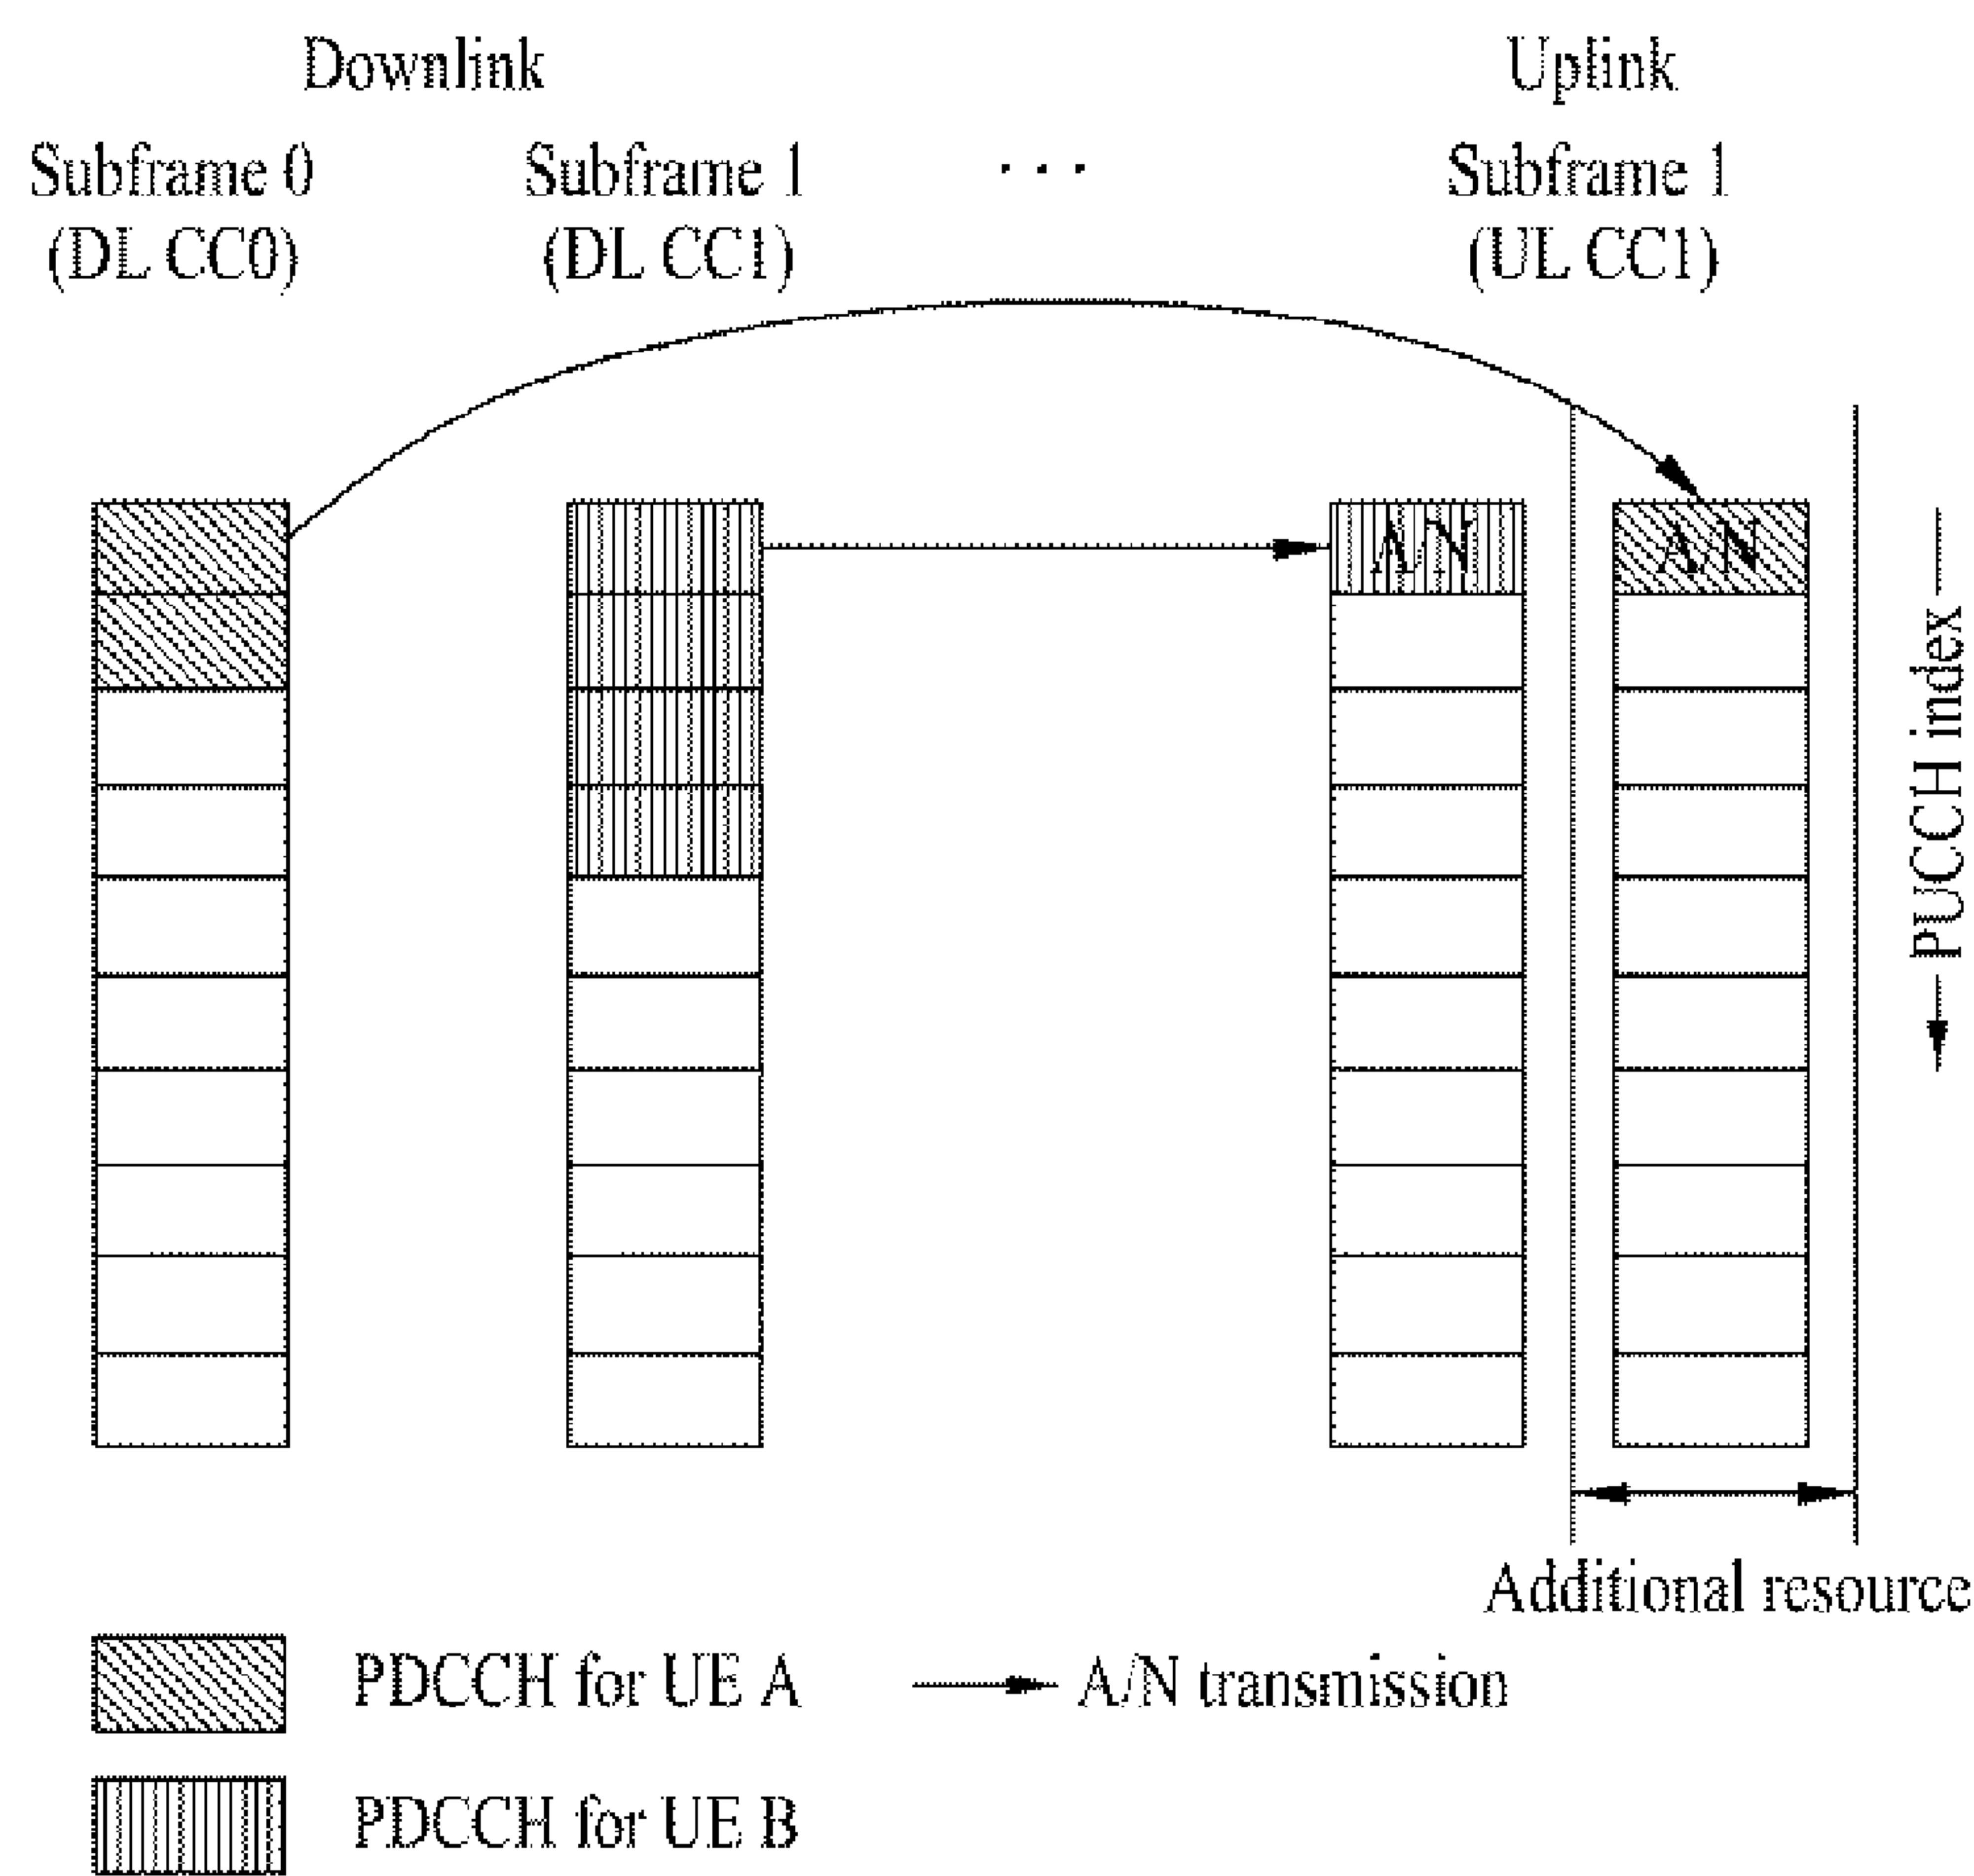 Downlink Uplink
Subframe 0 Subframe 1 . . . Subframe 1
(DL CC0) (DL CC1) (UL CC1)
A/N A/N
PUCCH index
Additional resource
PDCCH for UE A A/N transmission
PDCCH for UE B